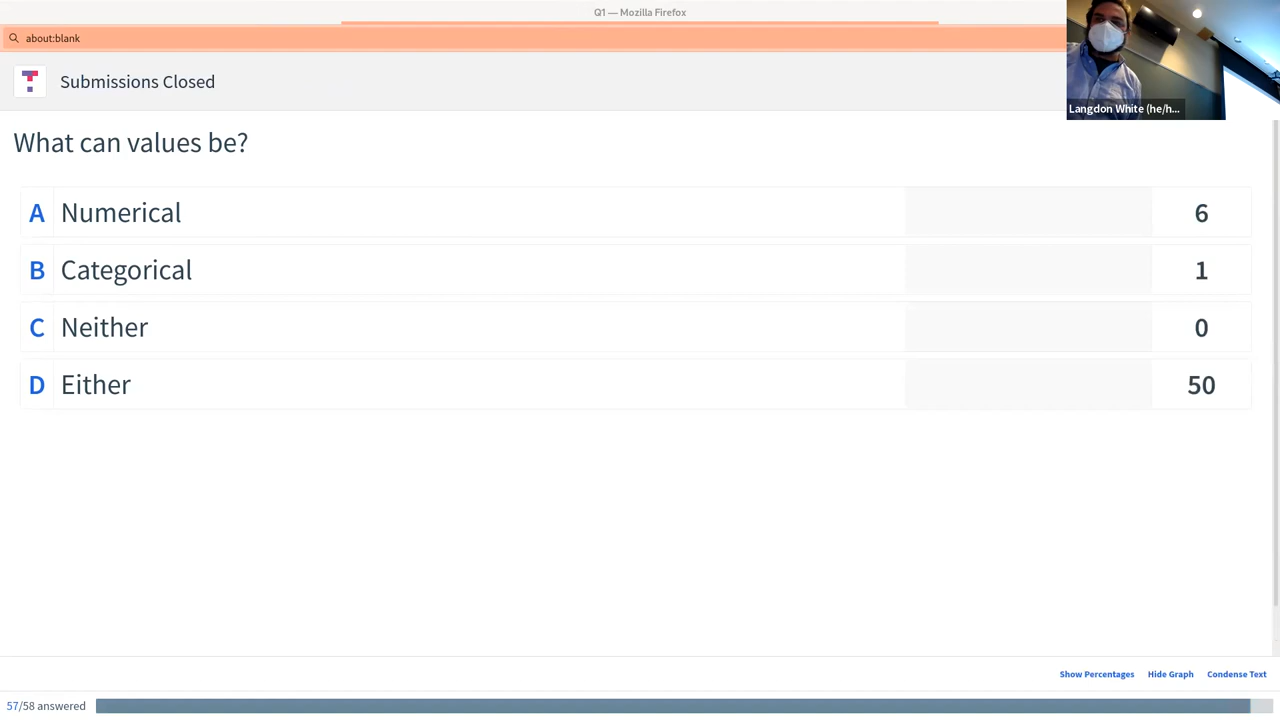 Q1 — Mozilla Firefox
about:blank
Submissions Closed
Langdon White (he/h...
What can values be?
A Numerical 6
B Categorical 1
C Neither 0
D Either 50
Show Percentages Hide Graph Condense Text
57/58 answered